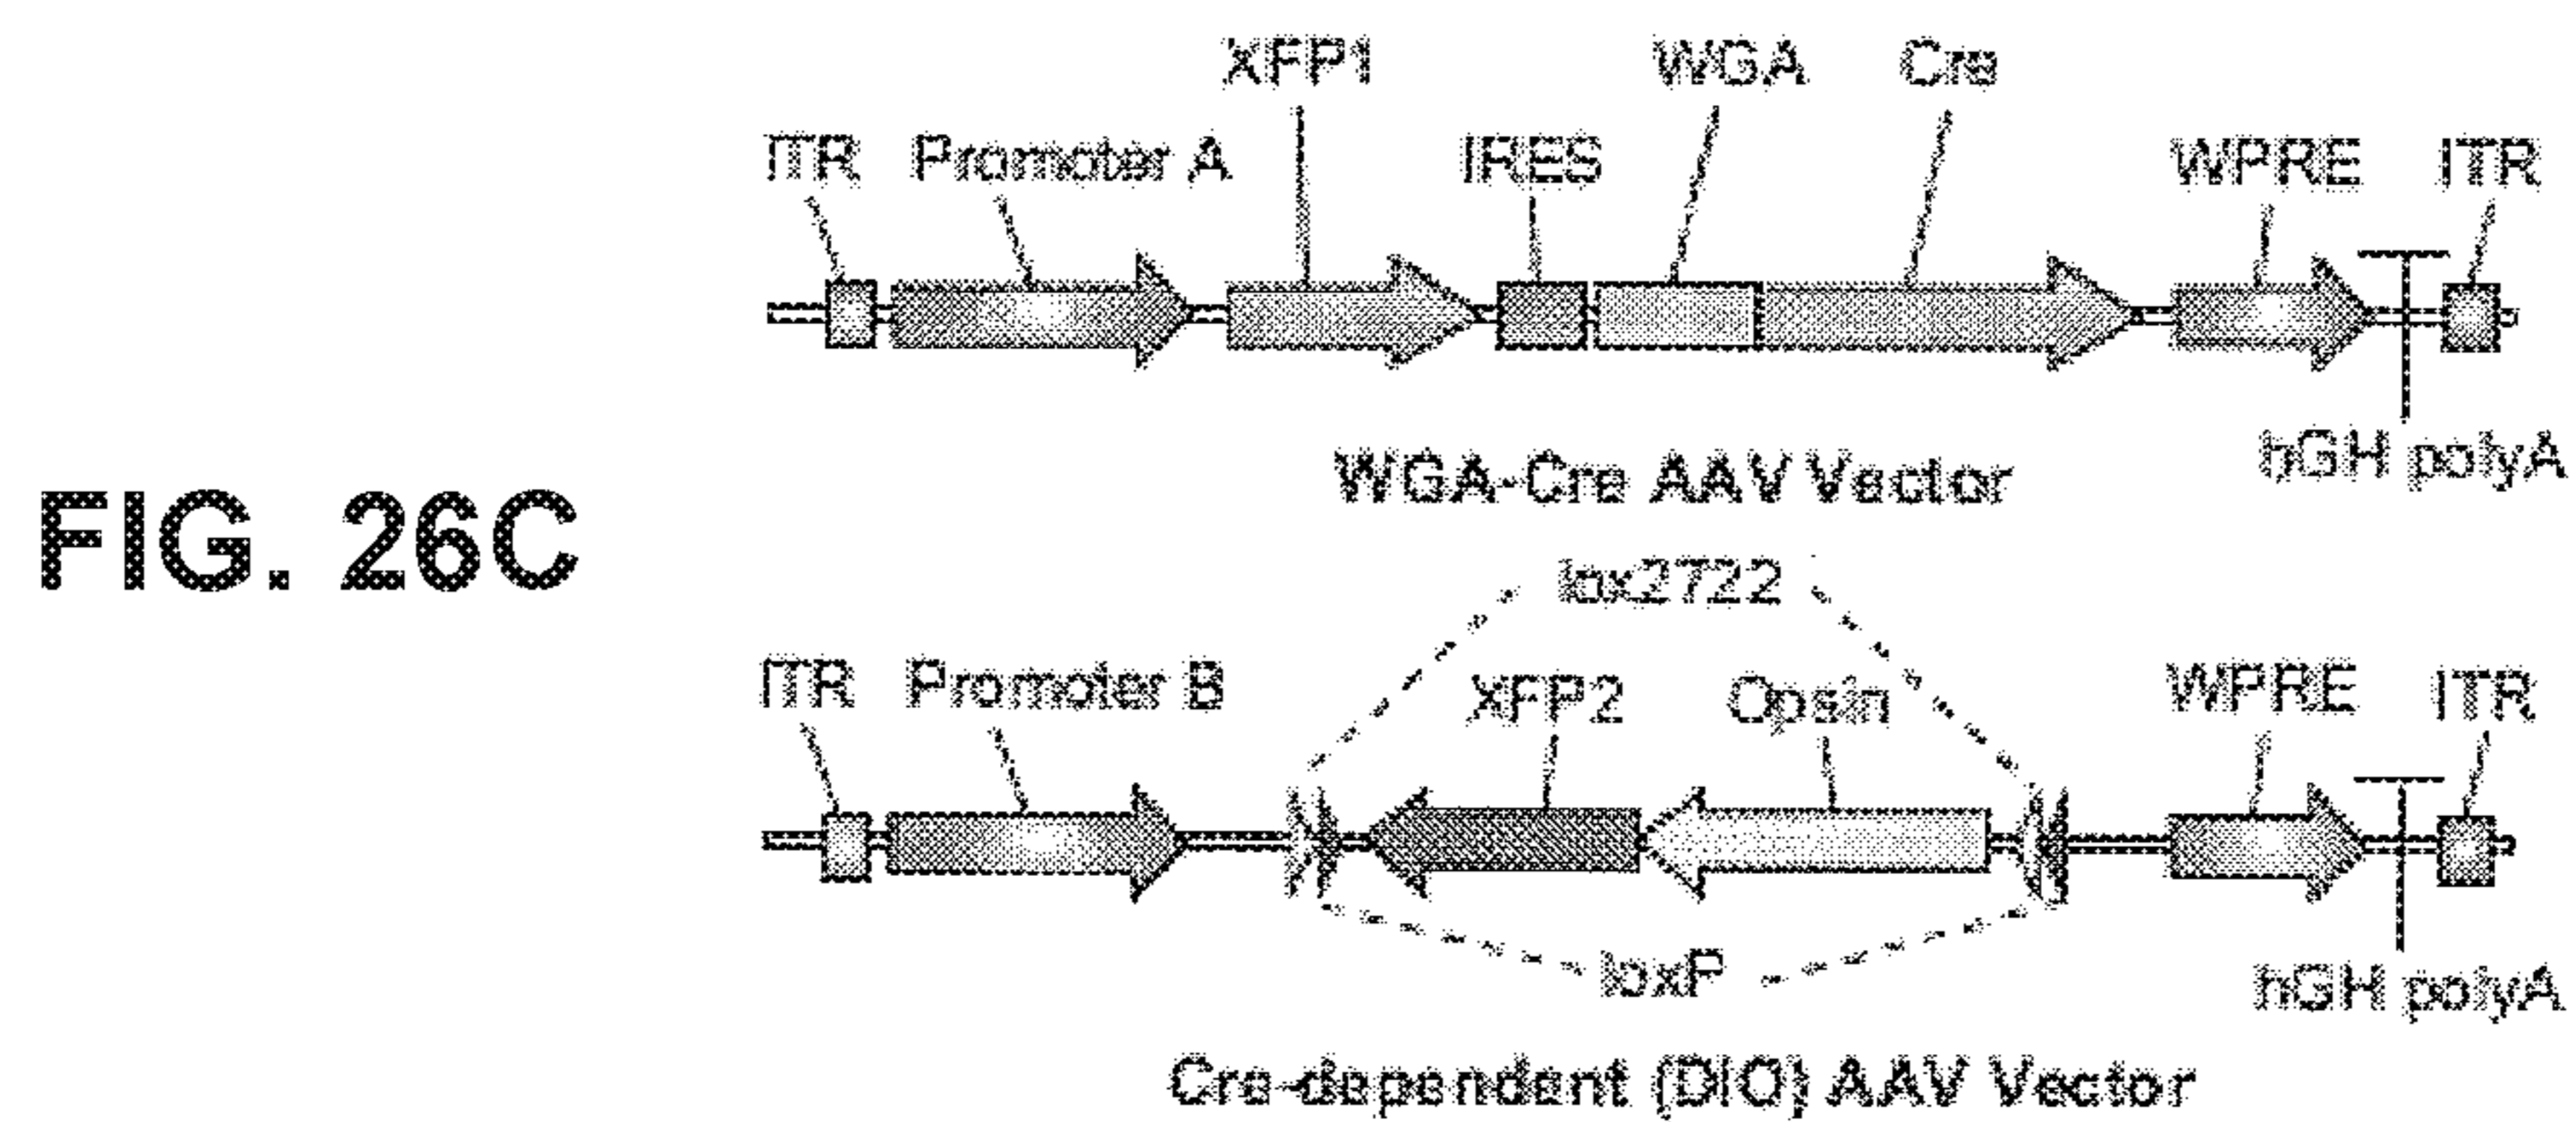 XFP1 WGA Cre
ITR Promoter A IRES WPRE ITR
hGH polyA
WGA-Cre AAV Vector
FIG. 26C
lox2722
ITR Promoter B XFP2 Opsin WPRE ITR
loxP
hGH polyA
Cre-dependent (DIO) AAV Vector